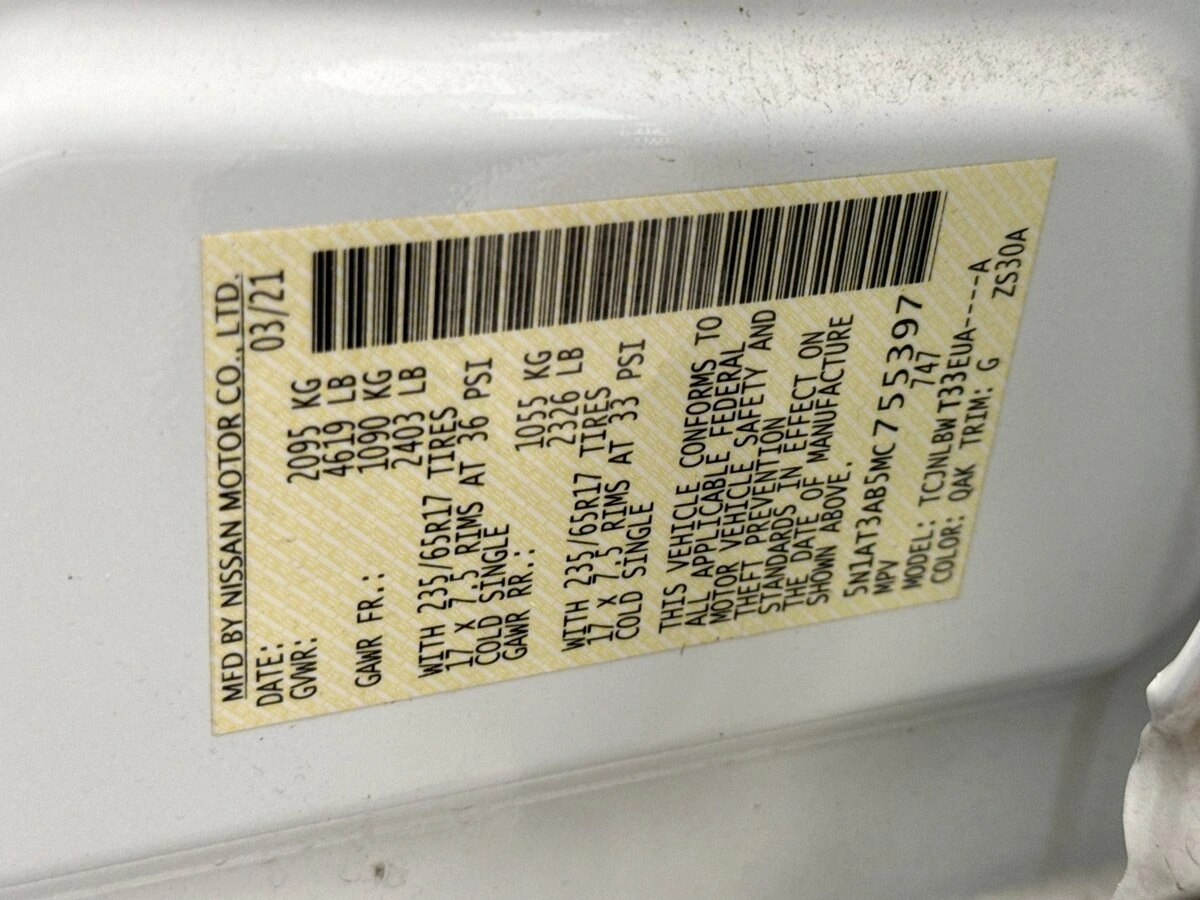 MFD BY NISSAN MOTOR CO., LTD.
DATE: 03/21
GVWR: 2095 KG
4619 LB
GAWR FR.: 1090 KG
2403 LB
WITH 235/65R17 TIRES
17 X 7.5 RIMS AT 36 PSI
COLD SINGLE
GAWR RR.: 1055 KG
2326 LB
WITH 235/65R17 TIRES
17 X 7.5 RIMS AT 33 PSI
COLD SINGLE
THIS VEHICLE CONFORMS TO
ALL APPLICABLE FEDERAL
MOTOR VEHICLE SAFETY AND
THEFT PREVENTION
STANDARDS IN EFFECT ON
THE DATE OF MANUFACTURE
SHOWN ABOVE.
5N1AT3AB5MC755397
MPV 747
MODEL: TCJNLBWT33EUA----A
COLOR: QAK TRIM: G ZS30A